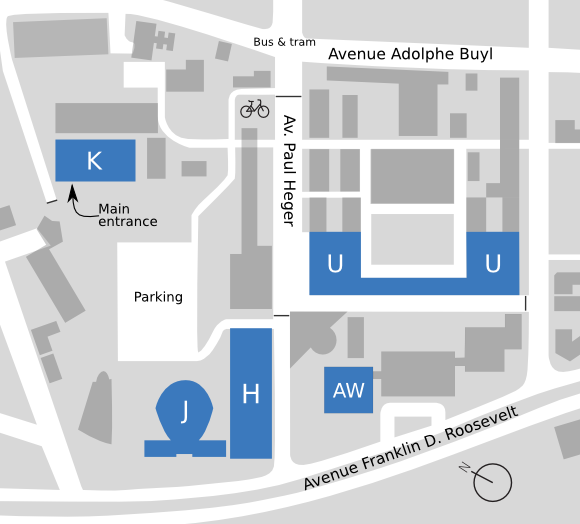 Bus & tram
Avenue Adolphe Buyl
Av. Paul Heger
K
Main
entrance
U
U
Parking
H
AW
J
Avenue Franklin D. Roosevelt
N